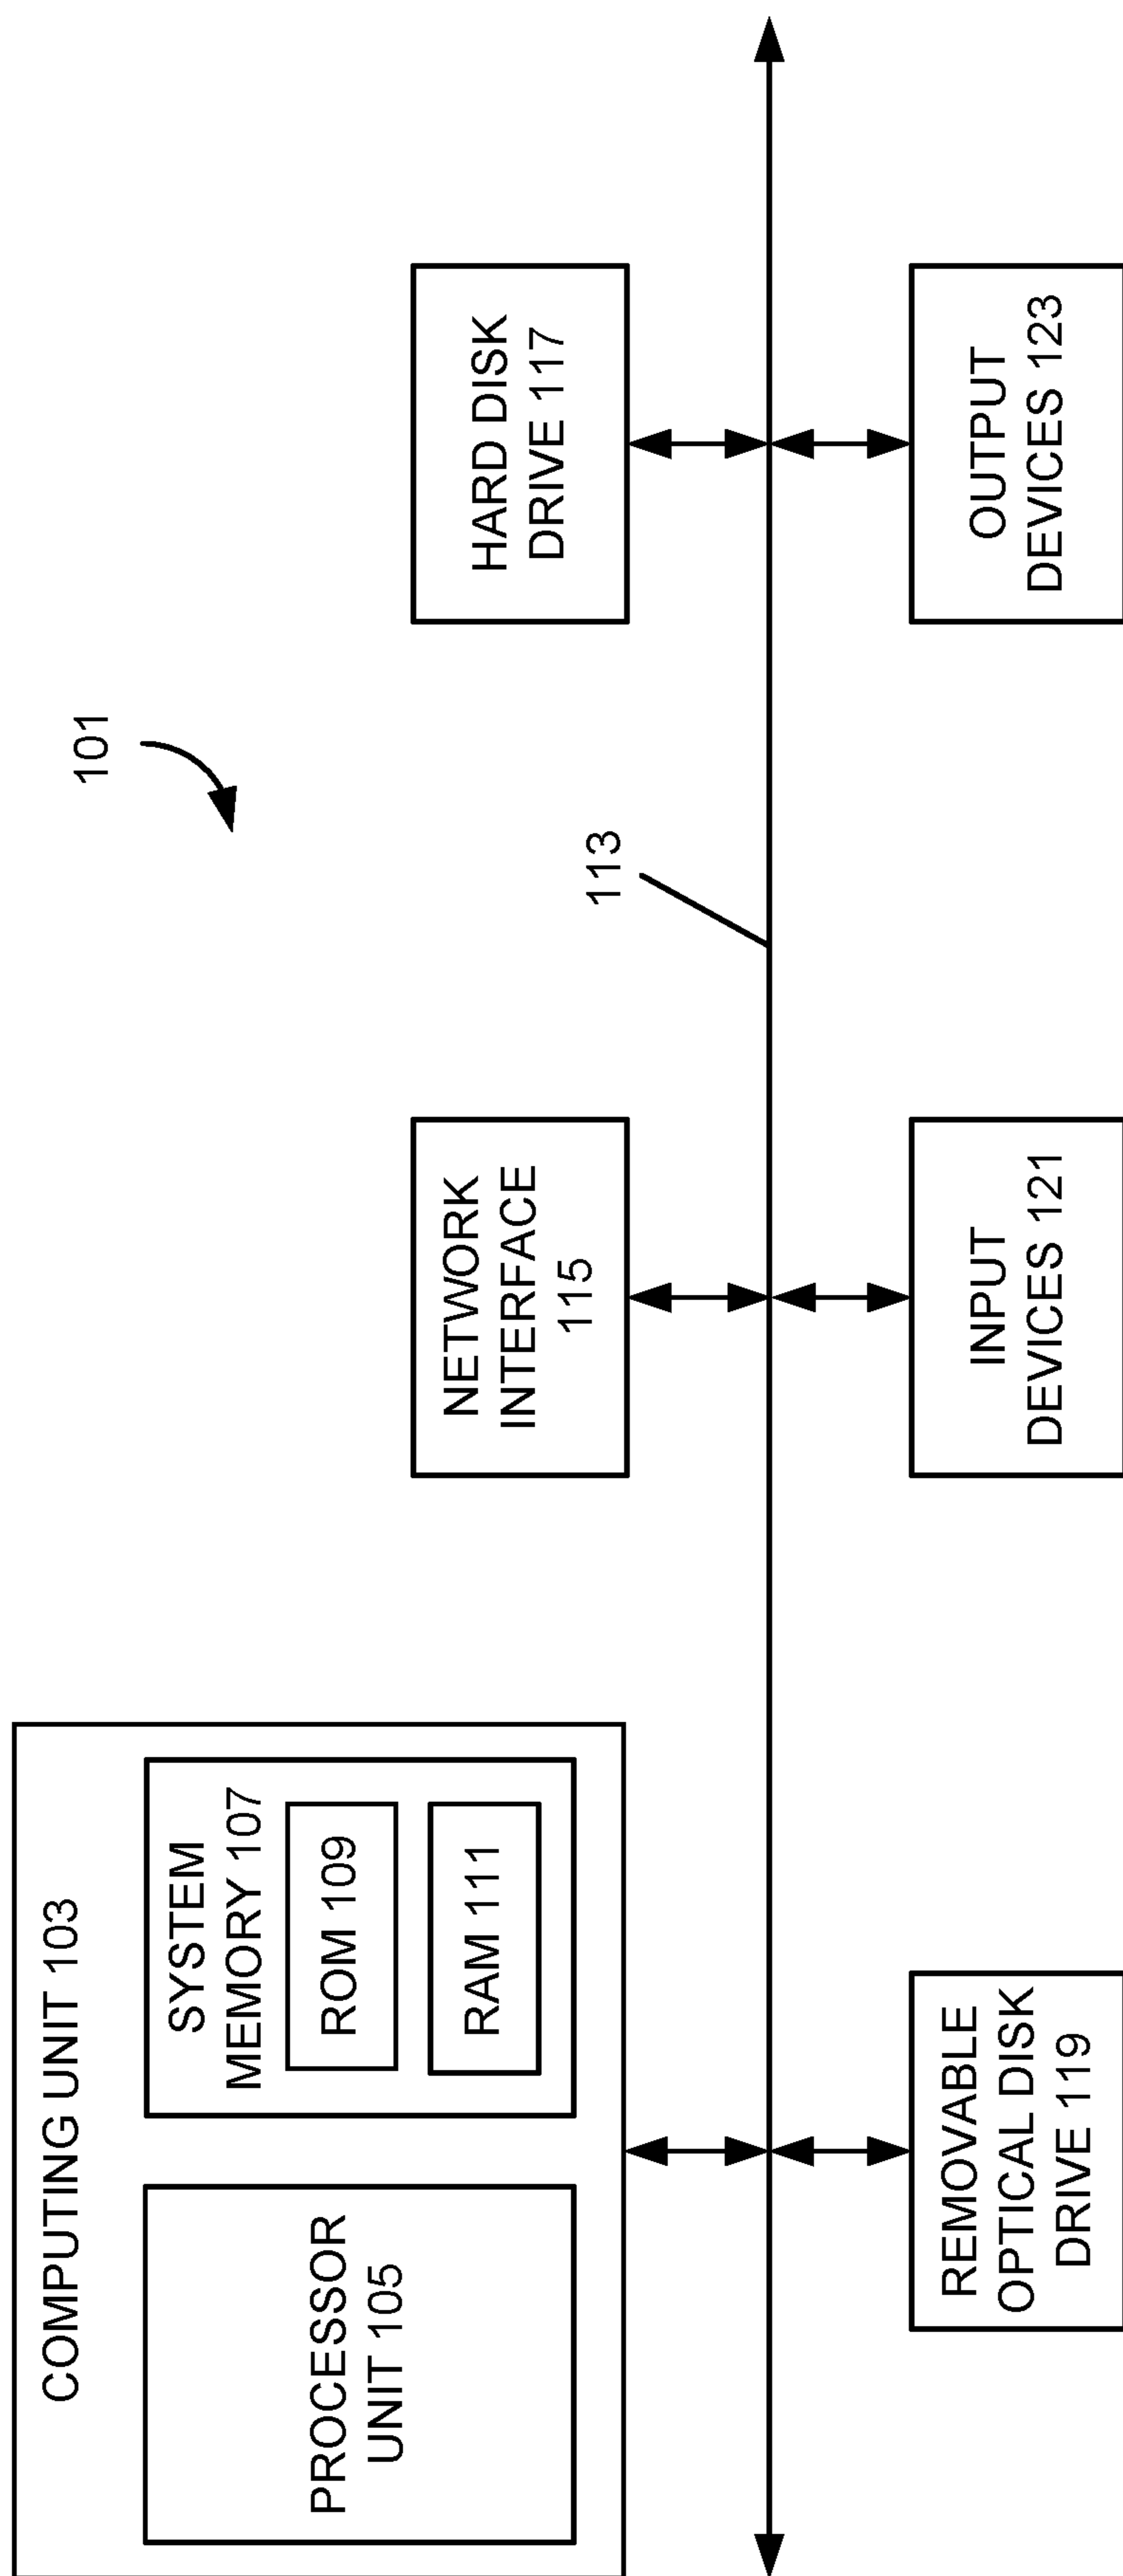 101
COMPUTING UNIT 103
PROCESSOR
UNIT 105
SYSTEM
MEMORY 107
ROM 109
RAM 111
NETWORK
INTERFACE
115
HARD DISK
DRIVE 117
113
REMOVABLE
OPTICAL DISK
DRIVE 119
INPUT
DEVICES 121
OUTPUT
DEVICES 123